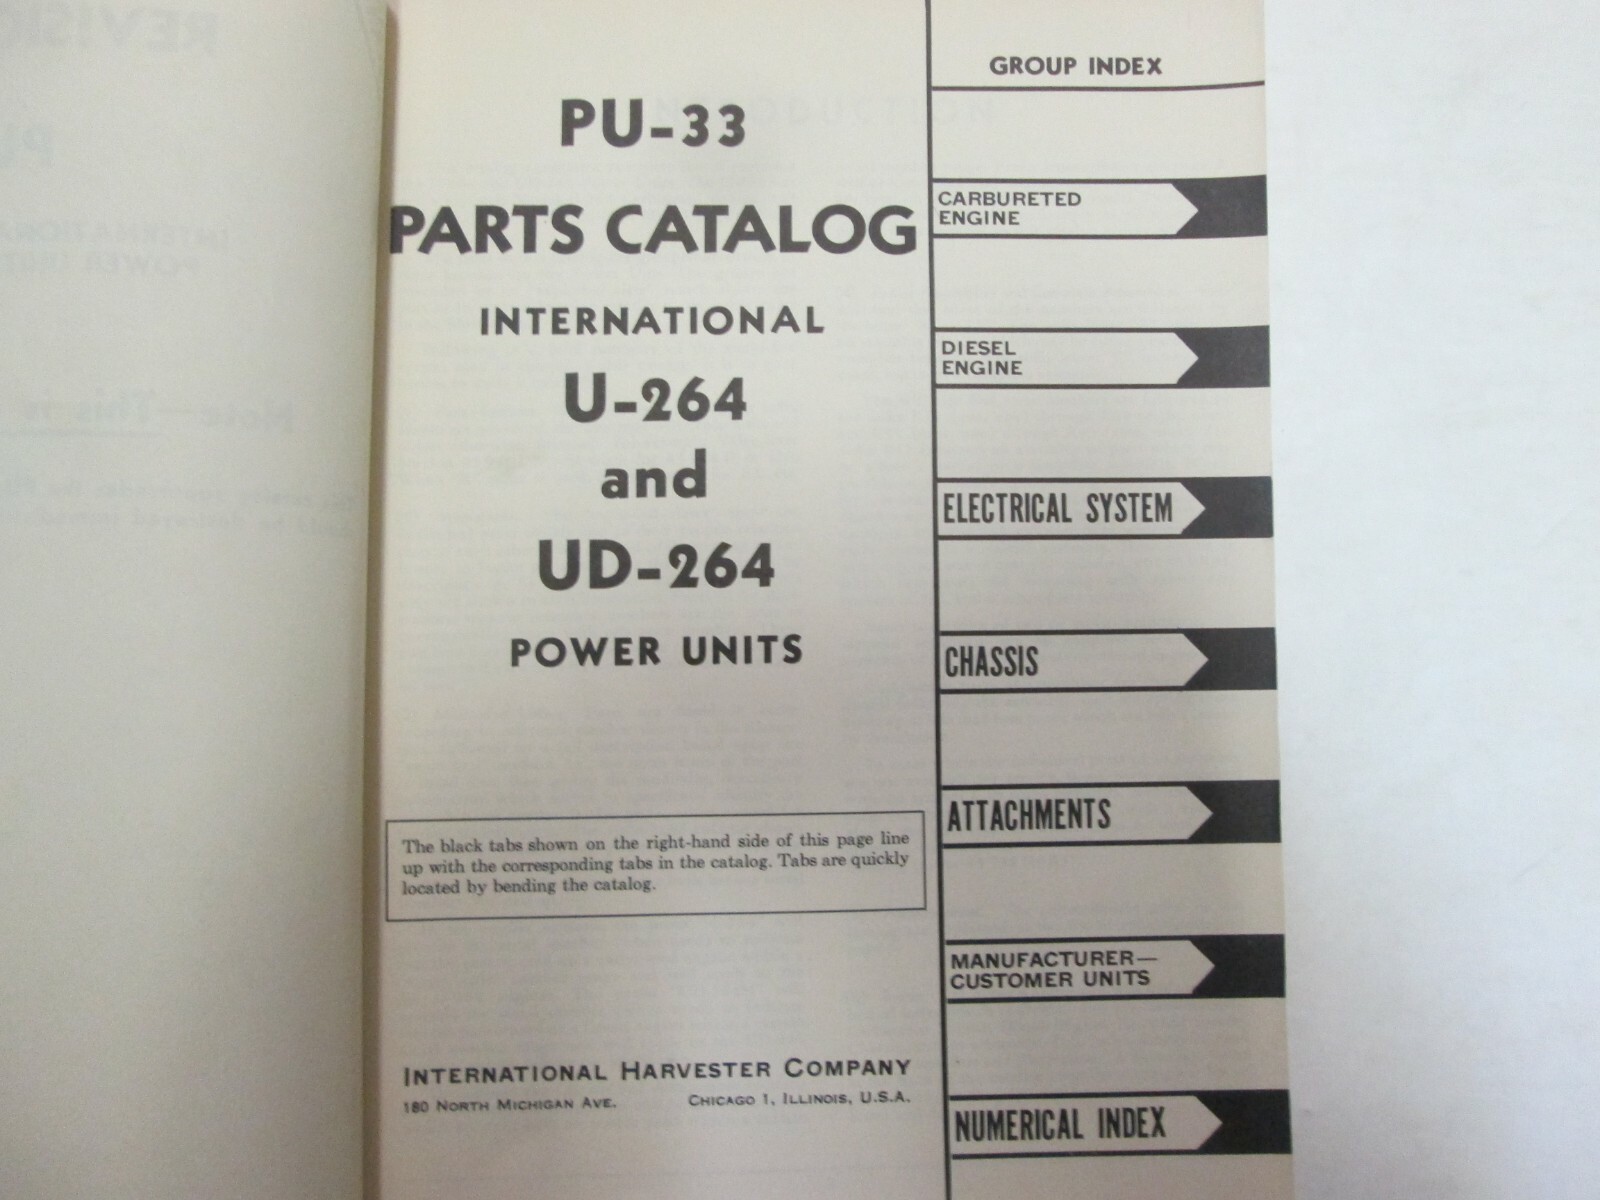 PU-33
PARTS CATALOG
INTERNATIONAL
U-264
and
UD-264
POWER UNITS
The black tabs shown on the right-hand side of this page line
up with the corresponding tabs in the catalog. Tabs are quickly
located by bending the catalog.
INTERNATIONAL HARVESTER COMPANY
180 NORTH MICHIGAN AVE. CHICAGO 1, ILLINOIS, U.S.A.
GROUP INDEX
CARBURETED
ENGINE
DIESEL
ENGINE
ELECTRICAL SYSTEM
CHASSIS
ATTACHMENTS
MANUFACTURER—
CUSTOMER UNITS
NUMERICAL INDEX